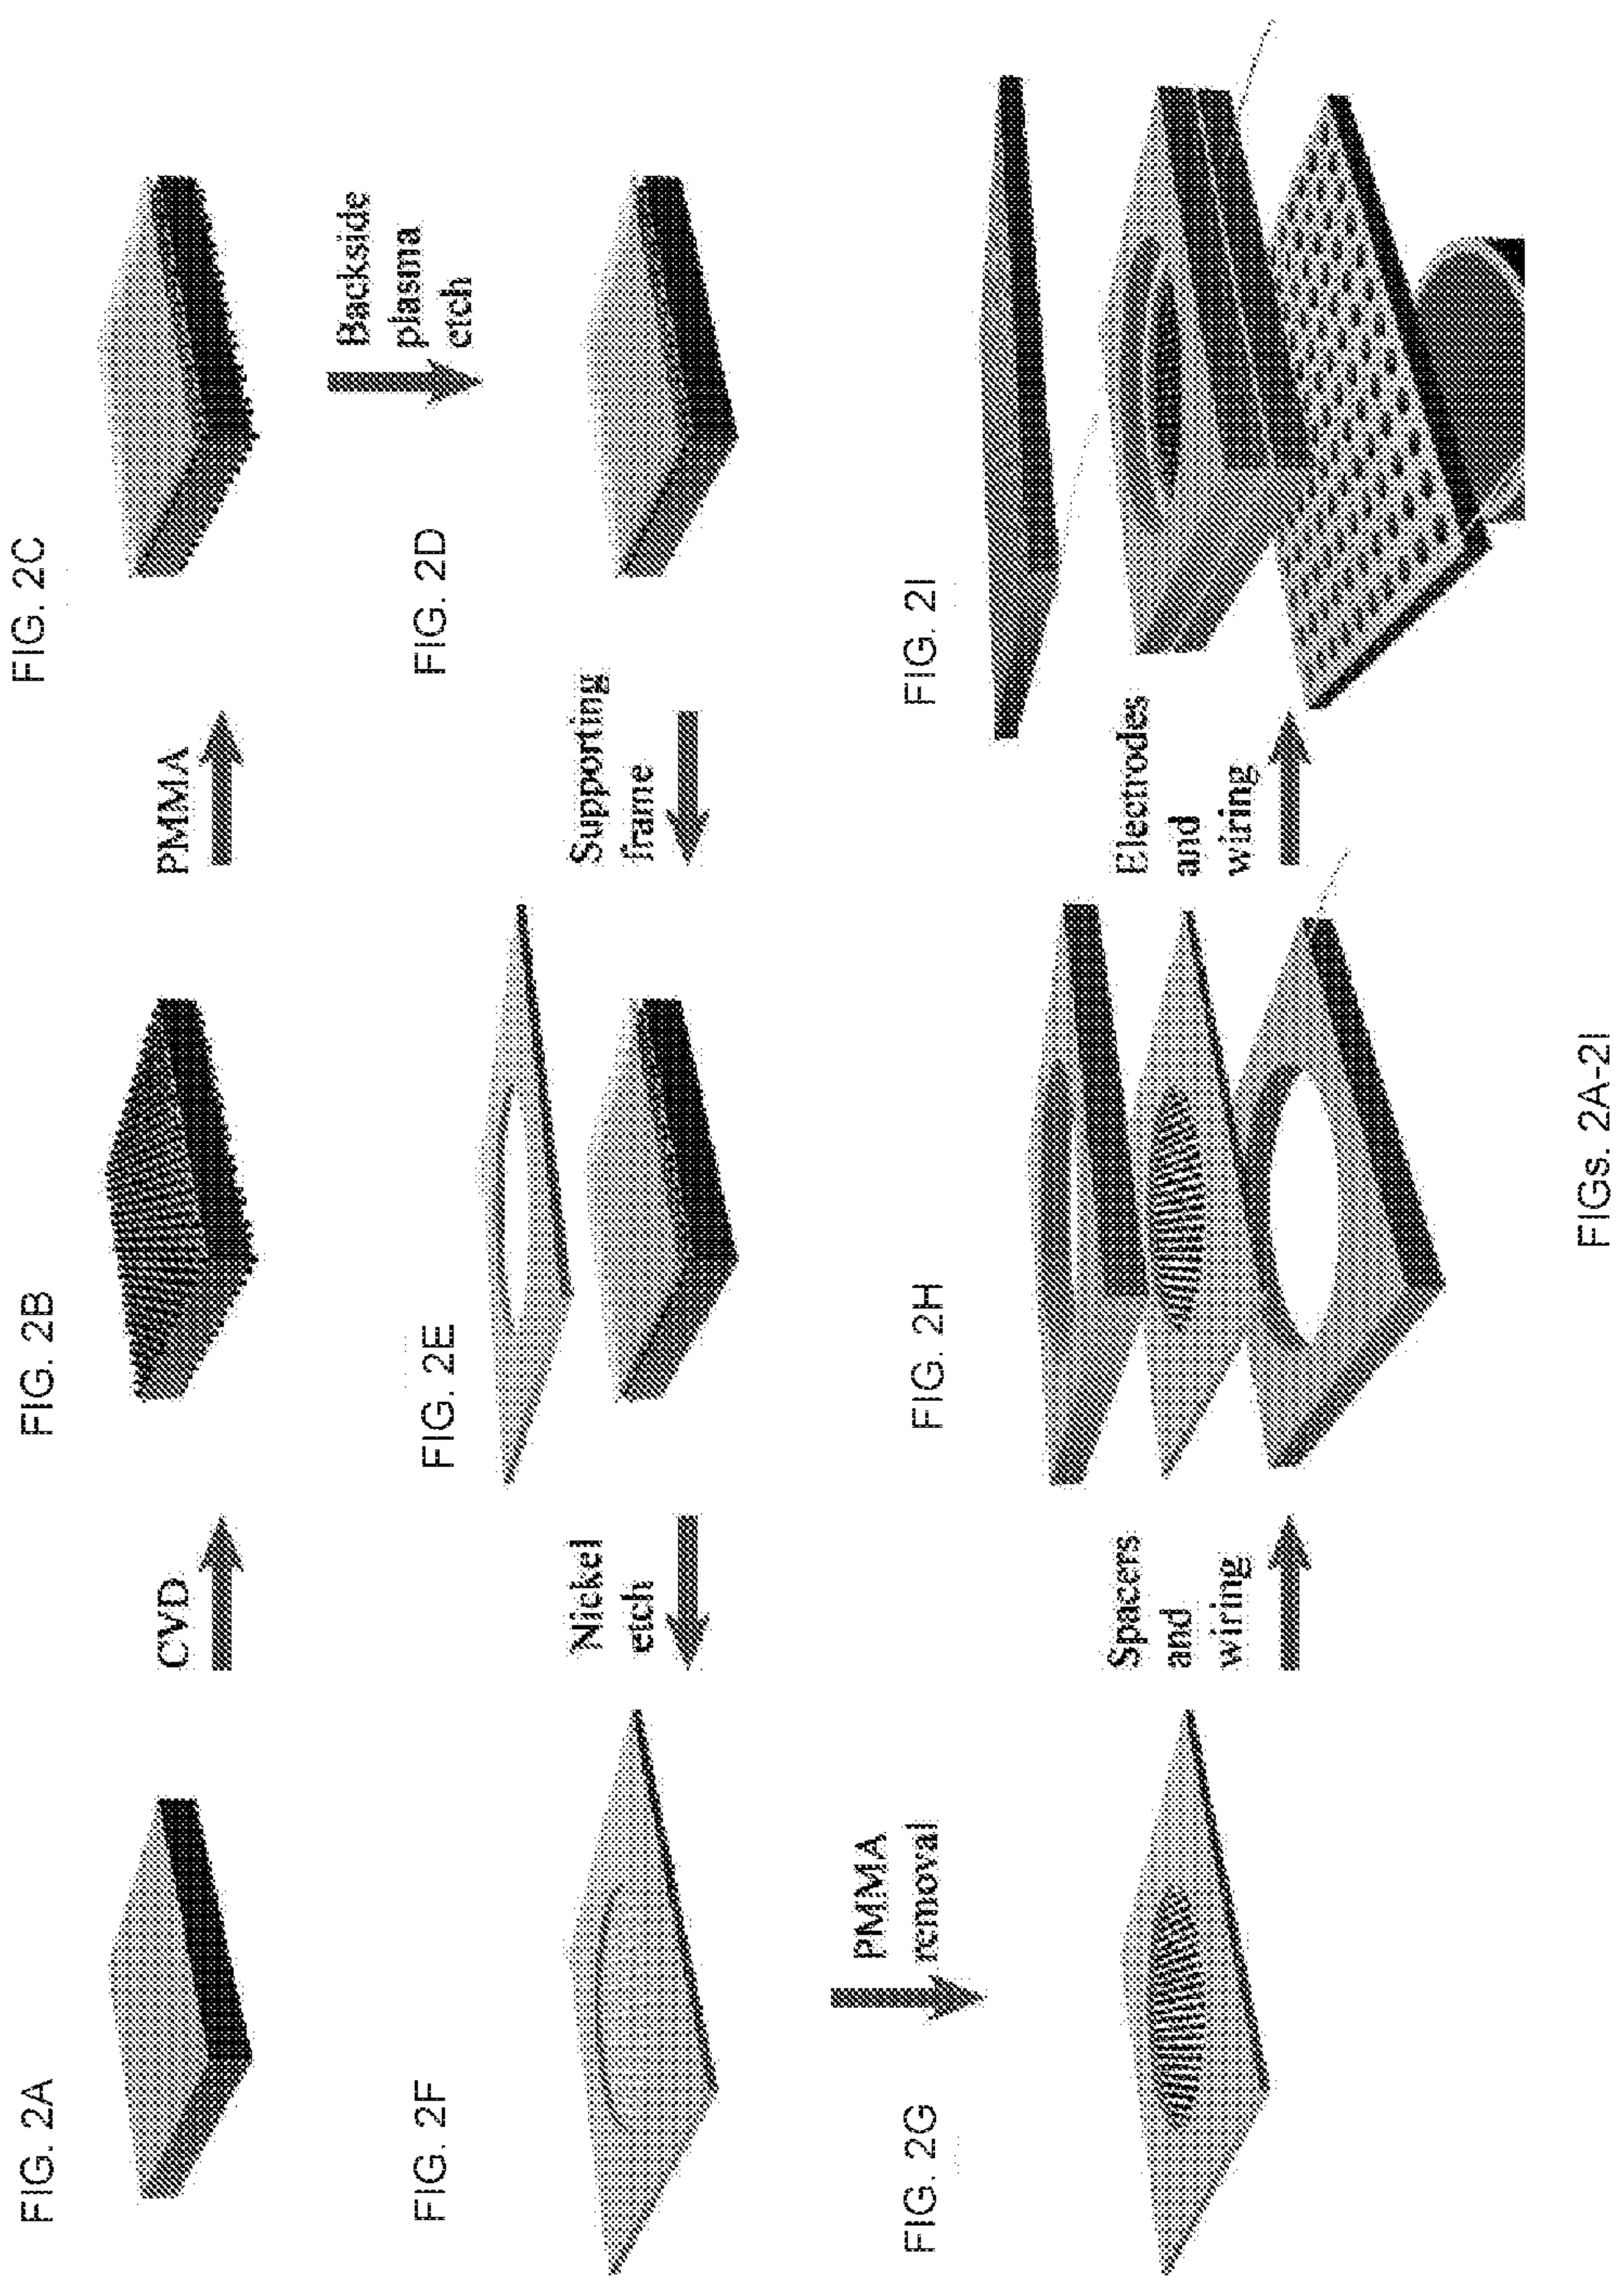 FIG. 2A
CVD
FIG. 2B
PMMA
FIG. 2C
Backside
plasma
etch
FIG. 2D
Supporting
frame
FIG. 2E
Nickel
etch
FIG. 2F
PMMA
removal
FIG. 2G
Spacers
and
wiring
FIG. 2H
Electrodes
and
wiring
FIG. 2I
FIGs. 2A-2I